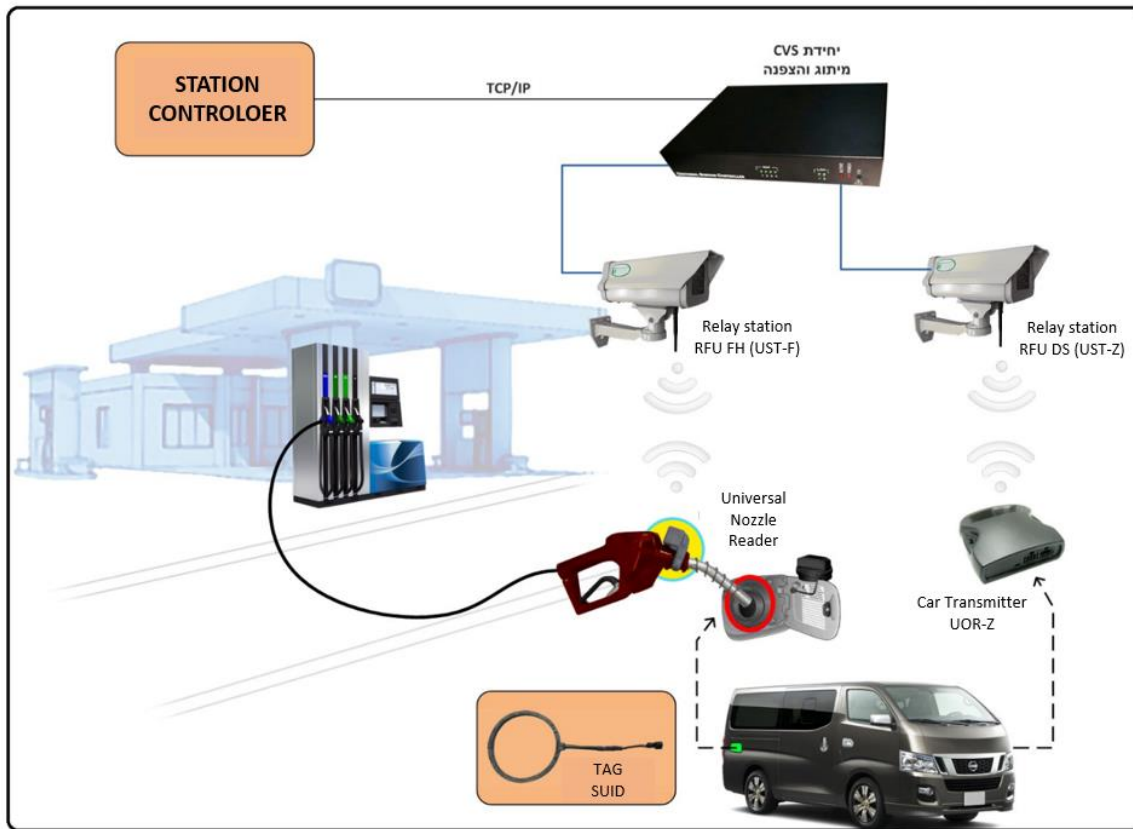 STATION
CONTROLOER
TCP/IP
יחידת CVS
מיתוג והצפנה
Relay station
RFU FH (UST-F)
Relay station
RFU DS (UST-Z)
Universal
Nozzle
Reader
Car Transmitter
UOR-Z
TAG
SUID